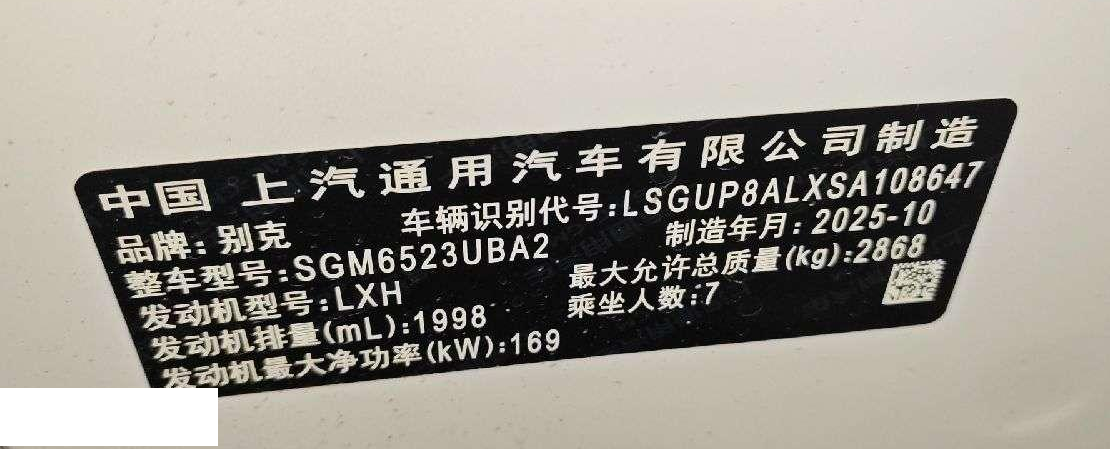 中国 上汽通用汽车有限公司制造
品牌: 别克
车辆识别代号:LSGUP8ALXSA108647
整车型号:SGM6523UBA2
制造年月: 2025-10
发动机型号: LXH
最大允许总质量(kg):2868
发动机排量(mL):1998
乘坐人数:7
发动机最大净功率(kW):169